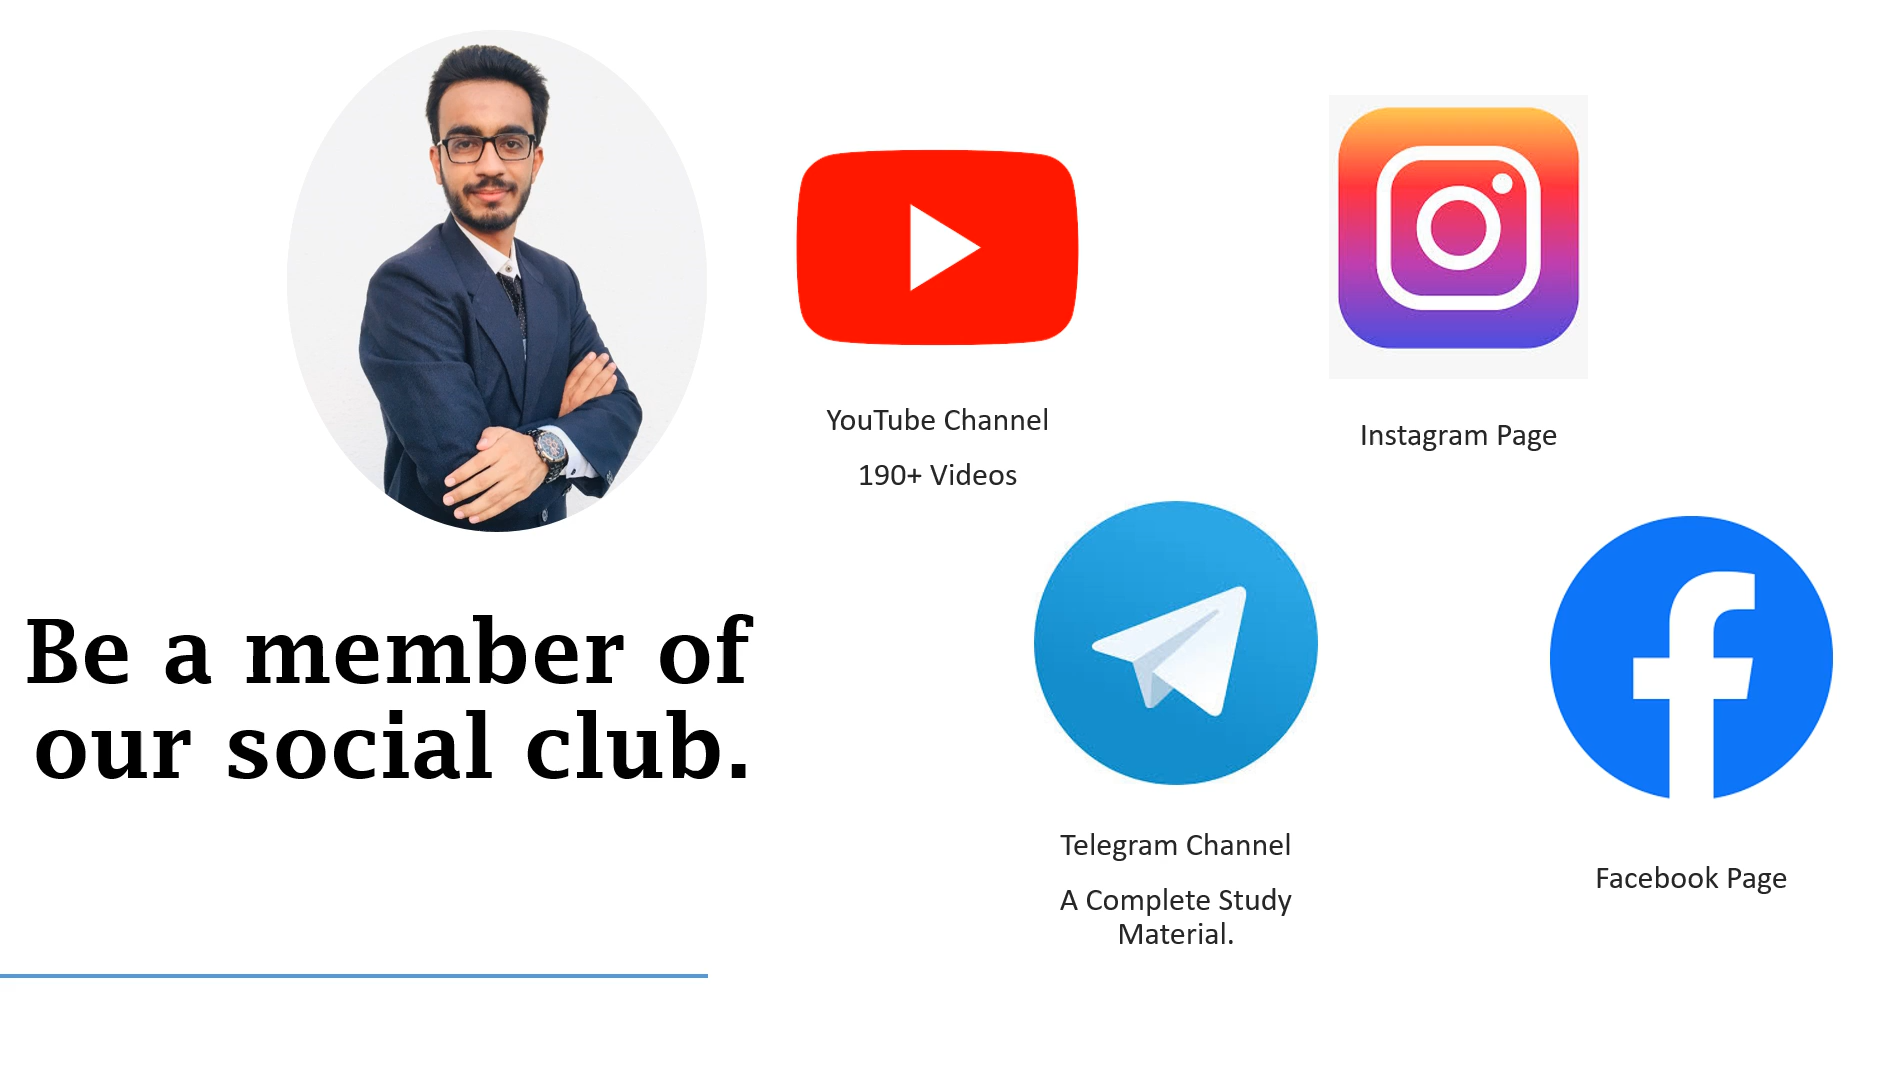 Be a member of
our social club.
YouTube Channel
190+ Videos
Instagram Page
Telegram Channel
A Complete Study
Material.
Facebook Page